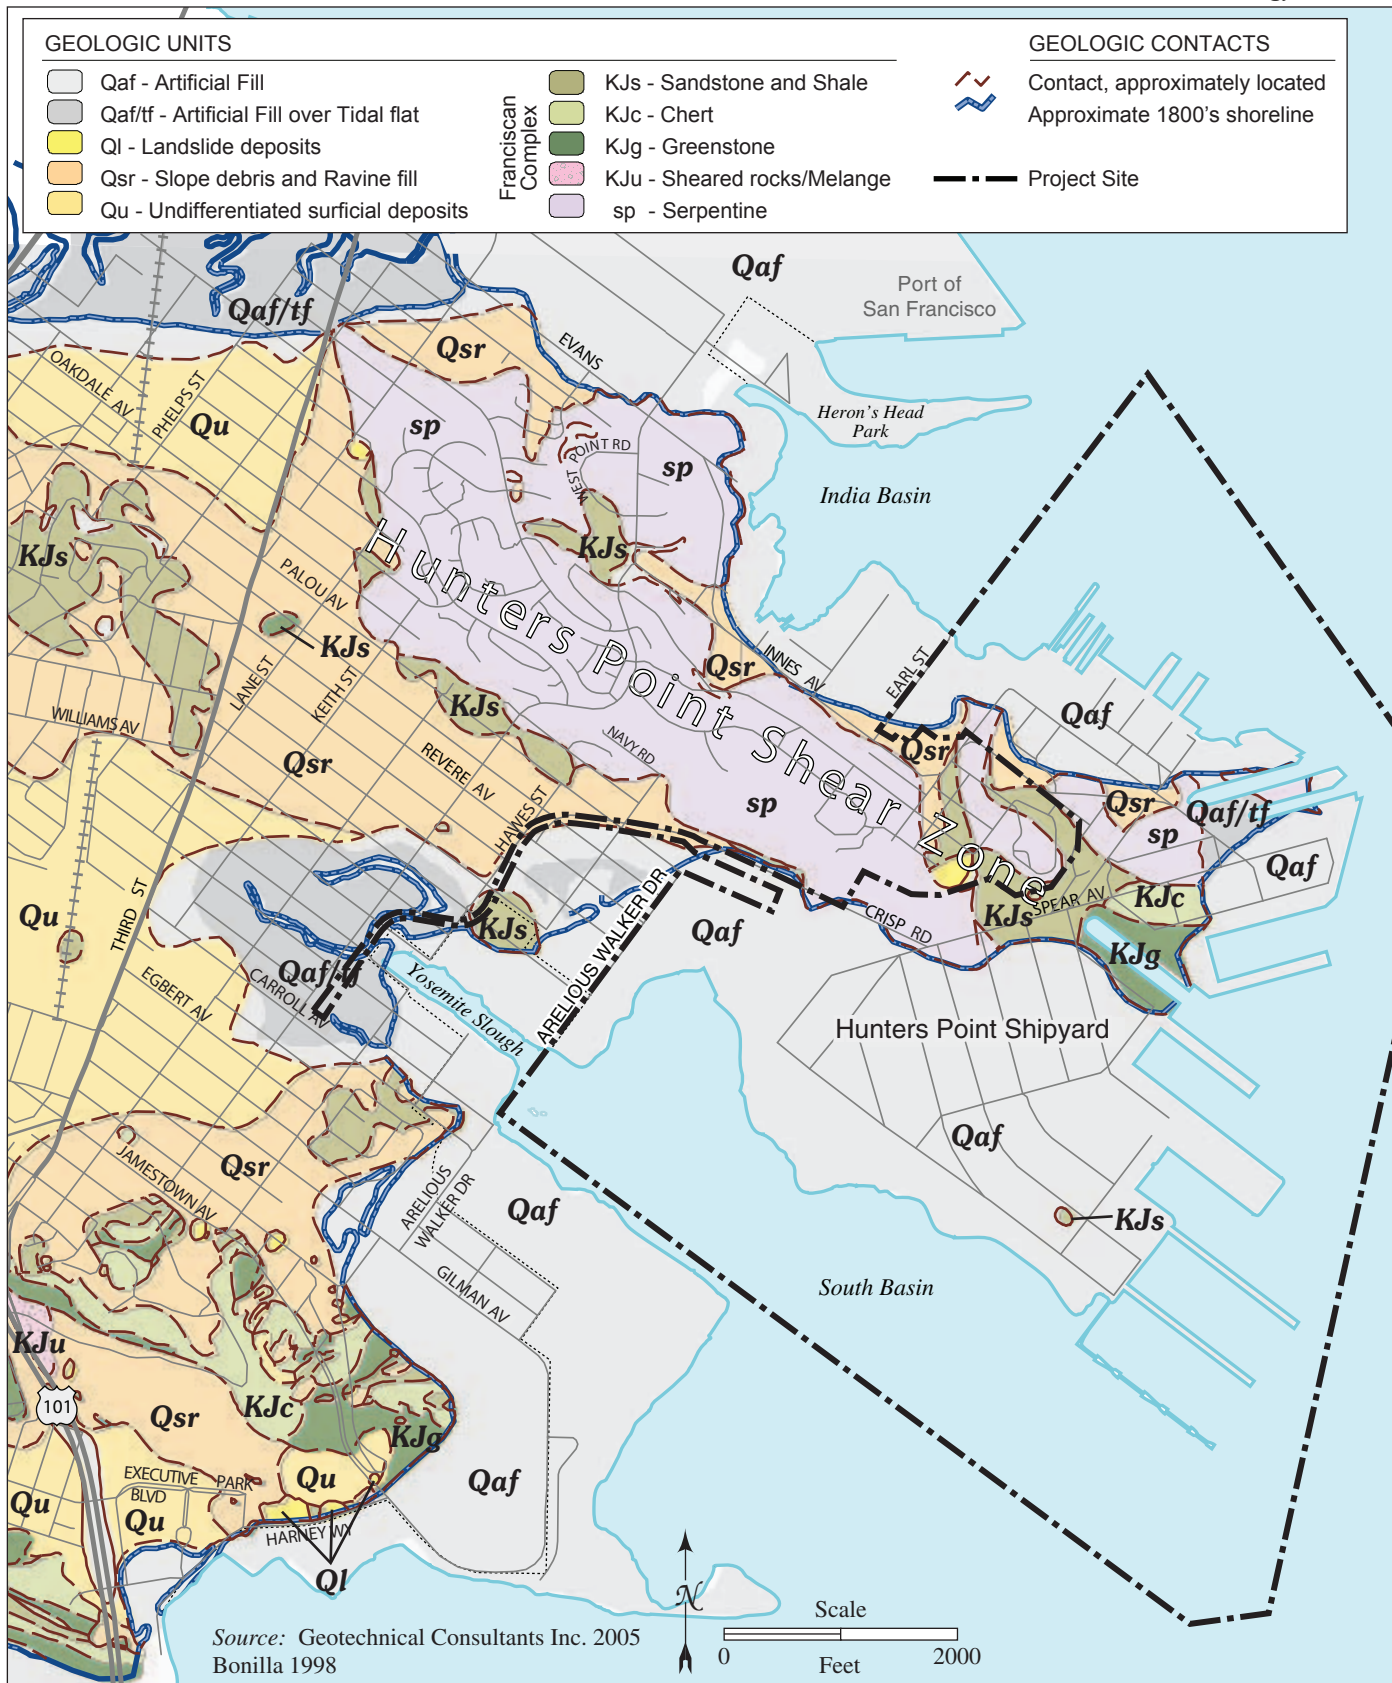 GEOLOGIC UNITS
Qaf - Artificial Fill
Qaf/tf - Artificial Fill over Tidal flat
Ql - Landslide deposits
Qsr - Slope debris and Ravine fill
Qu - Undifferentiated surficial deposits
Franciscan
Complex
KJs - Sandstone and Shale
KJc - Chert
KJg - Greenstone
KJu - Sheared rocks/Melange
sp - Serpentine
GEOLOGIC CONTACTS
Contact, approximately located
Approximate 1800's shoreline
Project Site
Qaf
Port of
San Francisco
Qaf/tf
Qsr
EVANS
OAKDALE AV
PHELPS ST
Qu
sp
Heron's Head
Park
WEST POINT RD
sp
India Basin
KJs
KJs
Hunters Point Shear Zone
PALOU AV
KJs
LANE ST
KEITH ST
Qsr
INNES AV
EARL ST
KJs
WILLIAMS AV
NAVY RD
Qaf
Qsr
Qsr
REVERE AV
HAWES ST
sp
Qsr
Qaf/tf
sp
Qaf
THIRD ST
Qu
KJs
ARELIOUS WALKER DR
Qaf
CRISP RD
KJs
SPEAR AV
KJc
KJg
Qaf/tf
CARROLL AV
EGBERT AV
Yosemite Slough
Hunters Point Shipyard
Qaf
JAMESTOWN AV
Qsr
ARELIOUS
WALKER DR
Qaf
KJs
GILMAN AV
South Basin
KJu
101
Qsr
KJc
KJg
Qu
EXECUTIVE PARK
BLVD
Qu
Qu
Qaf
HARNEY WY
Ql
N
Source: Geotechnical Consultants Inc. 2005
Bonilla 1998
Scale
0 2000
Feet